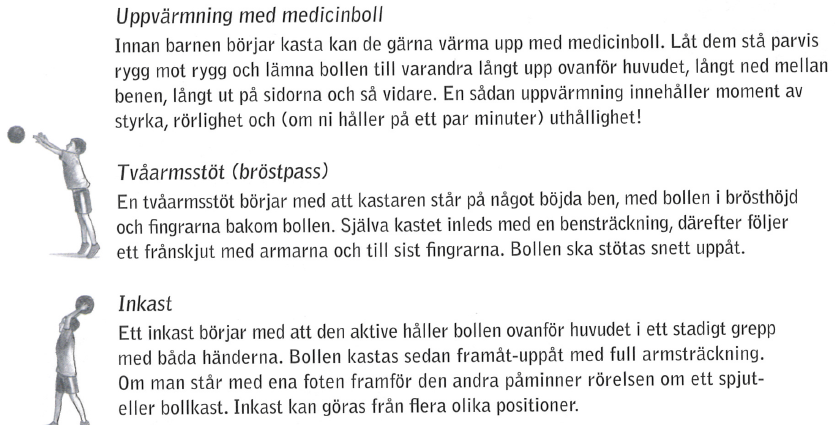 Uppvärmning med medicinboll
Innan barnen börjar kasta kan de gärna värma upp med medicinboll. Låt dem stå parvis
rygg mot rygg och lämna bollen till varandra långt upp ovanför huvudet, långt ned mellan
benen, långt ut på sidorna och så vidare. En sådan uppvärmning innehåller moment av
styrka, rörlighet och (om ni håller på ett par minuter) uthållighet!
Tvåarmsstöt (bröstpass)
En tvåarmsstöt börjar med att kastaren står på något böjda ben, med bollen i brösthöjd
och fingrarna bakom bollen. Själva kastet inleds med en bensträckning, därefter följer
ett frånskjut med armarna och till sist fingrarna. Bollen ska stötas snett uppåt.
Inkast
Ett inkast börjar med att den aktive håller bollen ovanför huvudet i ett stadigt grepp
med båda händerna. Bollen kastas sedan framåt-uppåt med full armsträckning.
Om man står med ena foten framför den andra påminner rörelsen om ett spjut-
eller bollkast. Inkast kan göras från flera olika positioner.